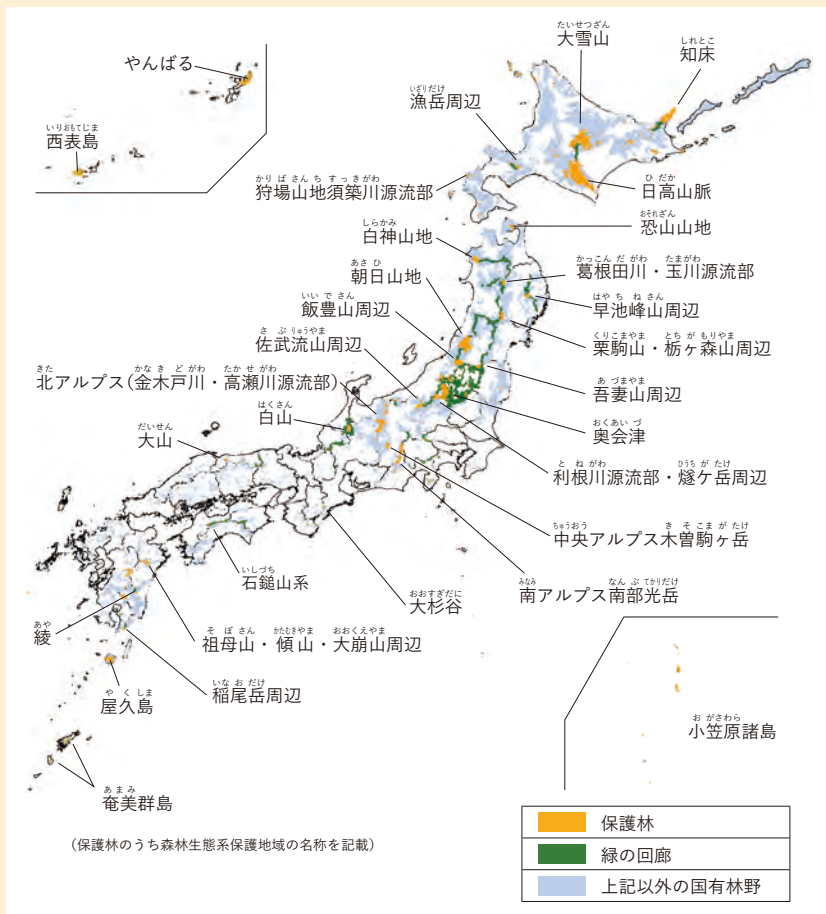 たいせつざん
大雪山
しれとこ
知床
やんばる
いりおもてじま
西表島
いざりだけ
漁岳周辺
かりばさんちすっきがわ
狩場山地須築川源流部
ひだか
日高山脈
おそれざん
恐山山地
しらかみ
白神山地
かっこんだがわ たまがわ
葛根田川・玉川源流部
あさひ
朝日山地
はやちねさん
早池峰山周辺
いいでさん
飯豊山周辺
くりこまやま とちがもりやま
栗駒山・栃ヶ森山周辺
さぶりゅうやま
佐武流山周辺
あづまやま
吾妻山周辺
きた かなきどがわ たかせがわ
北アルプス(金木戸川・高瀬川源流部)
おくあいづ
奥会津
はくさん
白山
だいせん
大山
とねがわ ひうちがたけ
利根川源流部・燧ケ岳周辺
ちゅうおう きそこまがたけ
中央アルプス木曽駒ヶ岳
みなみ なんぶてかりだけ
南アルプス南部光岳
いしづち
石鎚山系
おおすぎだに
大杉谷
あや
綾
そぼさん かたむきやま おおくえやま
祖母山・傾山・大崩山周辺
いなおだけ
稲尾岳周辺
やくしま
屋久島
おがさわら
小笠原諸島
あまみ
奄美群島
(保護林のうち森林生態系保護地域の名称を記載)
保護林
緑の回廊
上記以外の国有林野